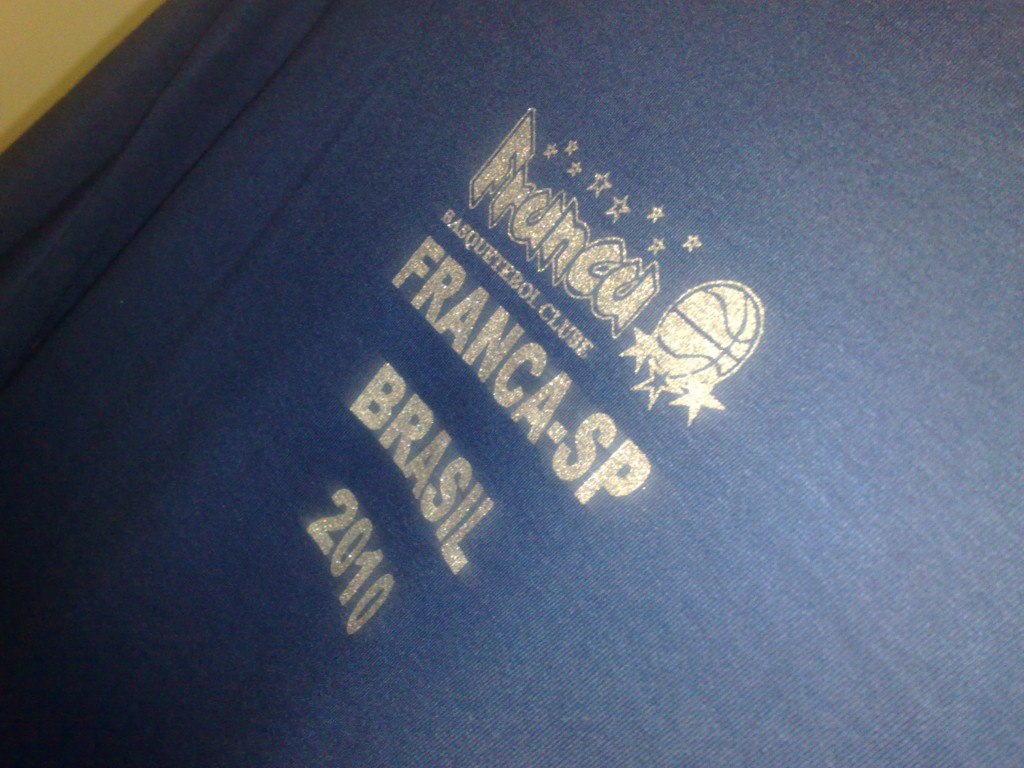 Franca
BASQUETEBOL CLUBE
FRANCA-SP
BRASIL
2010